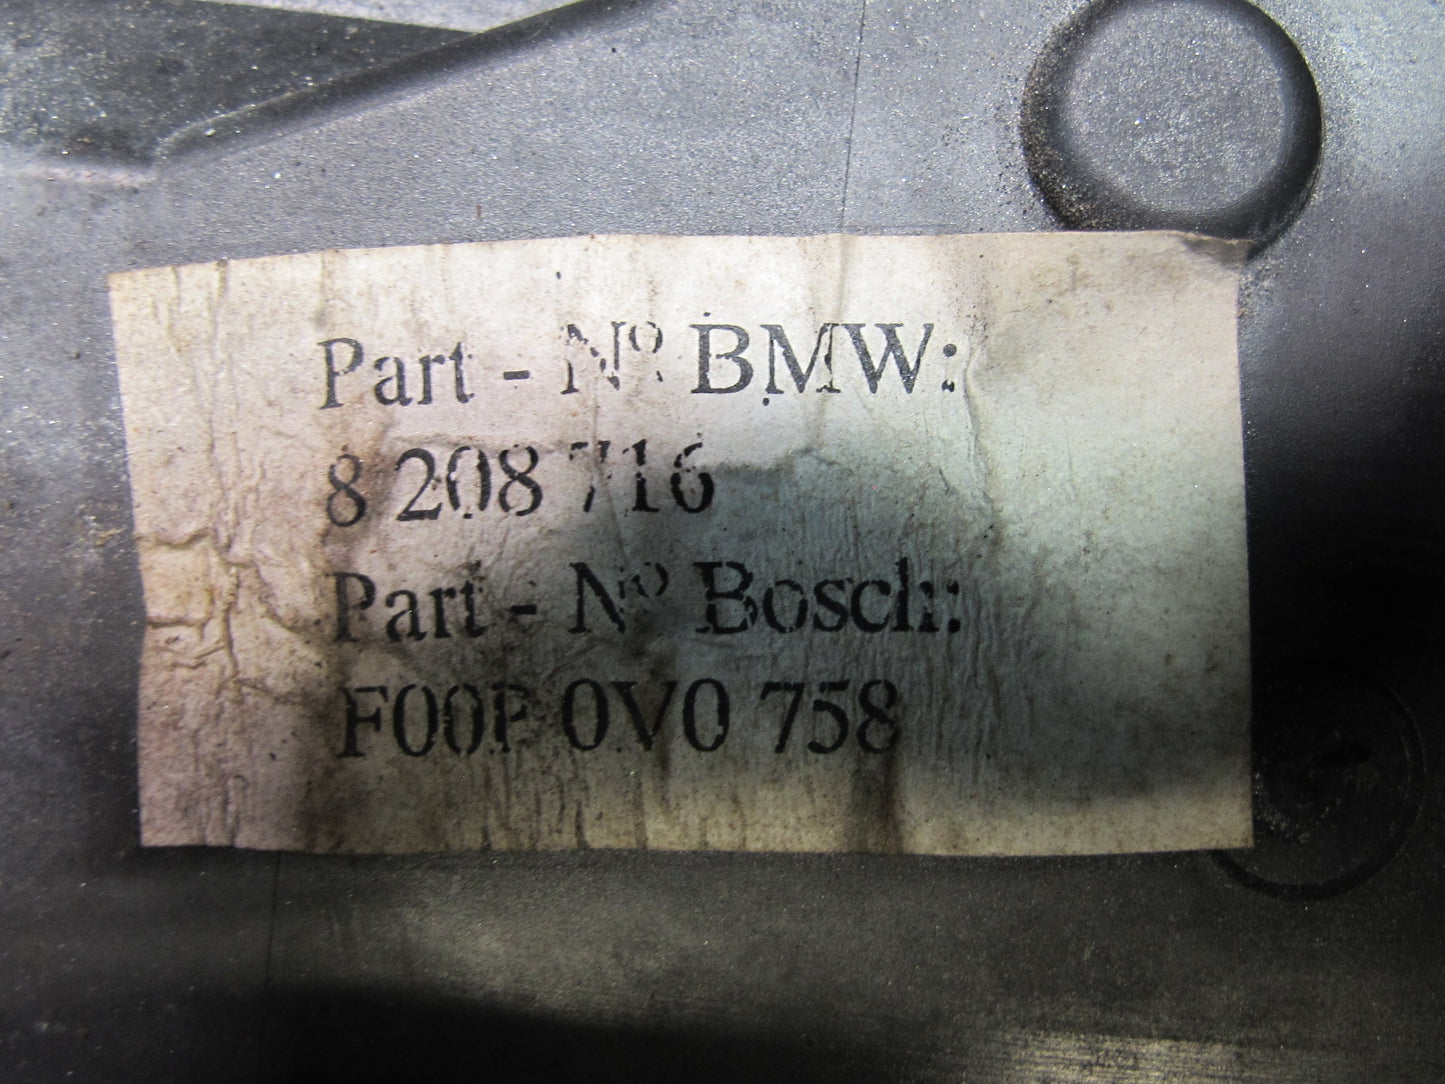 Part - Nº BMW:
8 208 716
Part - Nº Bosch:
F00P 0V0 758